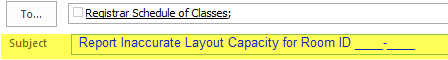 To... Registrar Schedule of Classes;
Subject Report Inaccurate Layout Capacity for Room ID ____-____